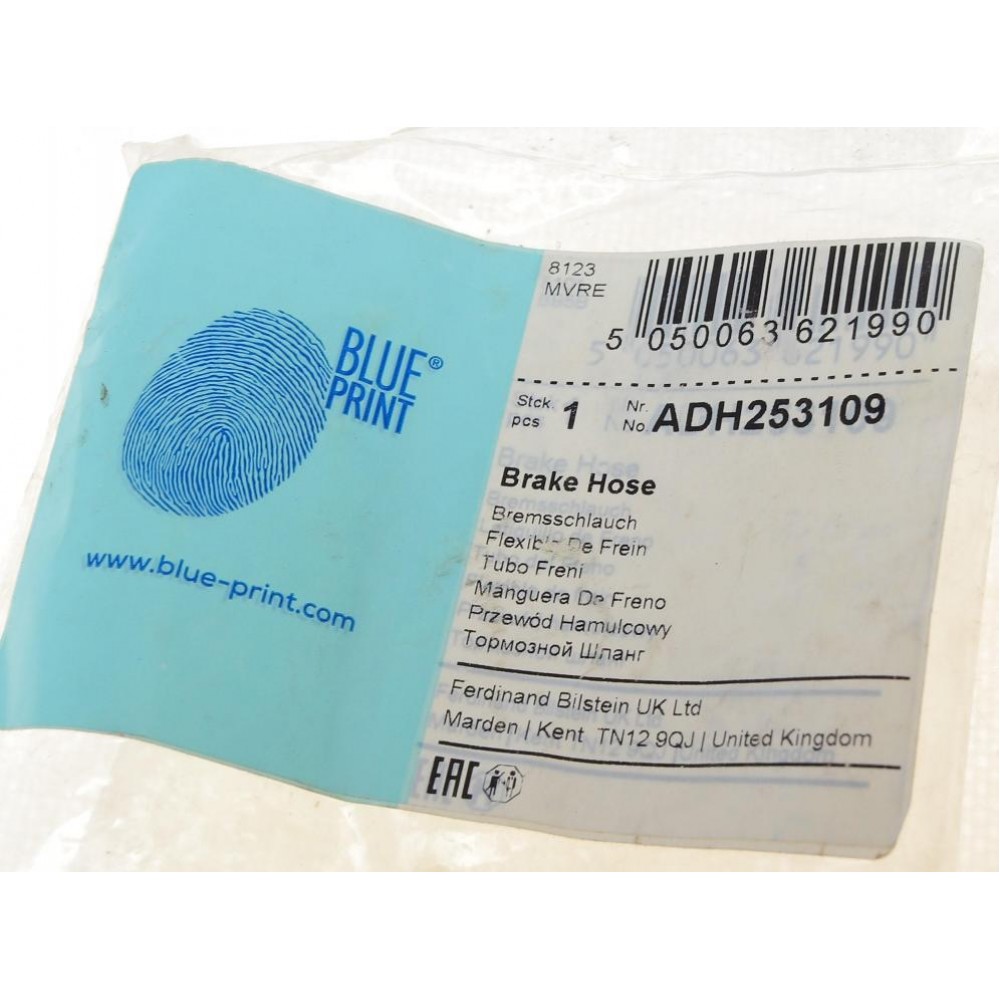 BLUE®
PRINT
www.blue-print.com
8123
MVRE
5 050063 621990
Stck. pcs 1 Nr. No. ADH253109
Brake Hose
Bremsschlauch
Flexible De Frein
Tubo Freni
Manguera De Freno
Przewód Hamulcowy
Тормозной Шланг
Ferdinand Bilstein UK Ltd
Marden | Kent TN12 9QJ | United Kingdom
EAC